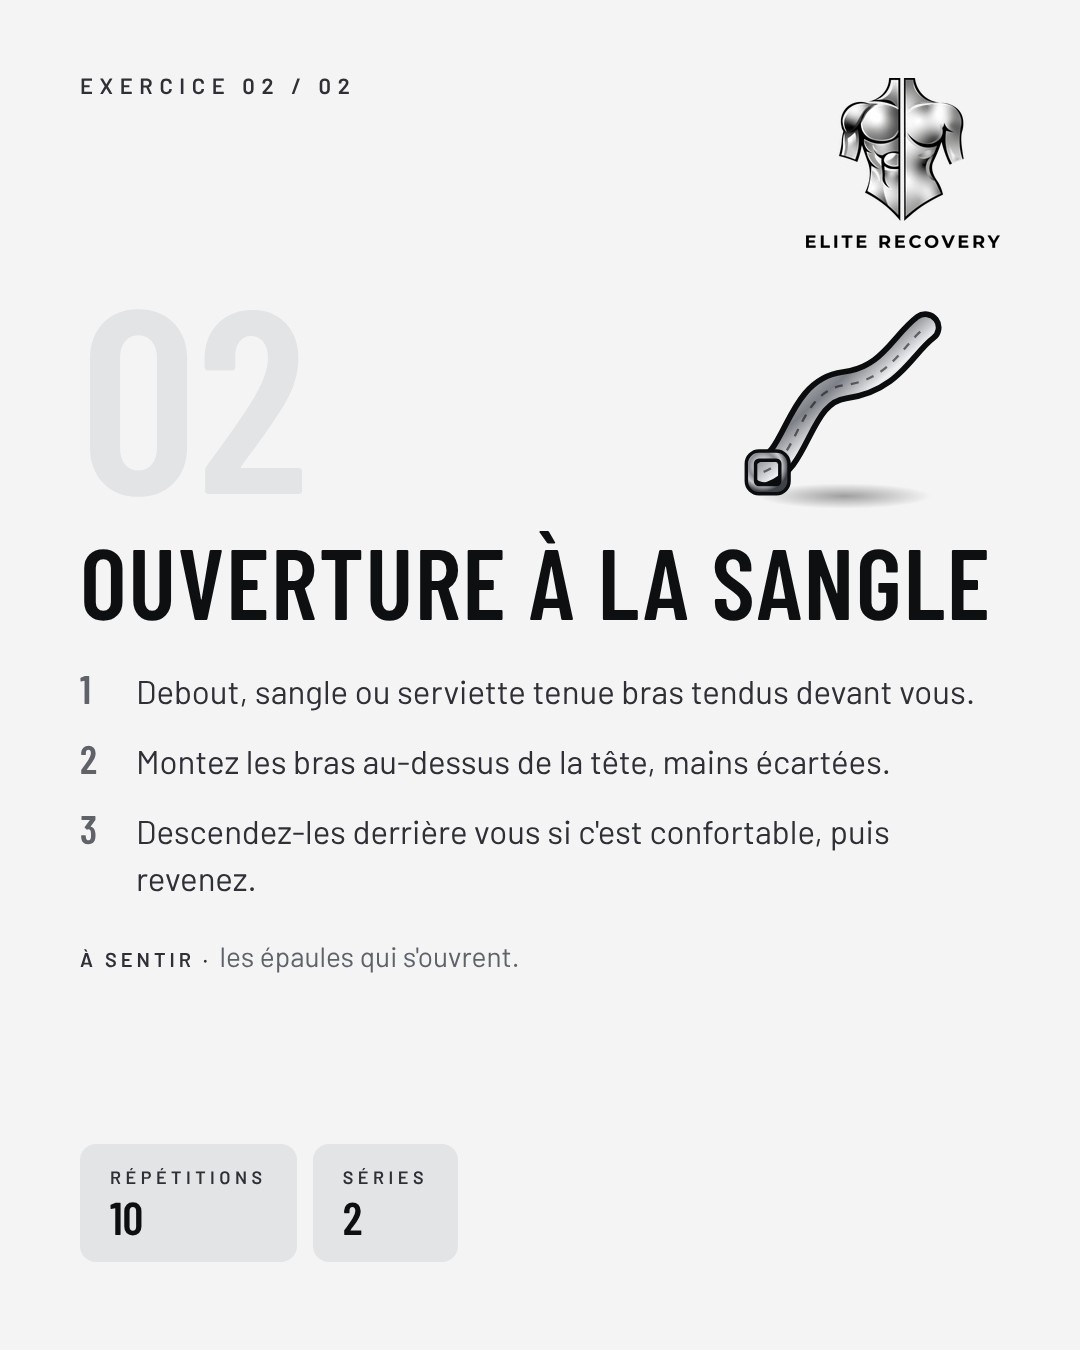 EXERCICE 02 / 02
ELITE RECOVERY
02
OUVERTURE À LA SANGLE
1 Debout, sangle ou serviette tenue bras tendus devant vous.
2 Montez les bras au-dessus de la tête, mains écartées.
3 Descendez-les derrière vous si c'est confortable, puis
revenez.
À SENTIR · les épaules qui s'ouvrent.
RÉPÉTITIONS
10
SÉRIES
2